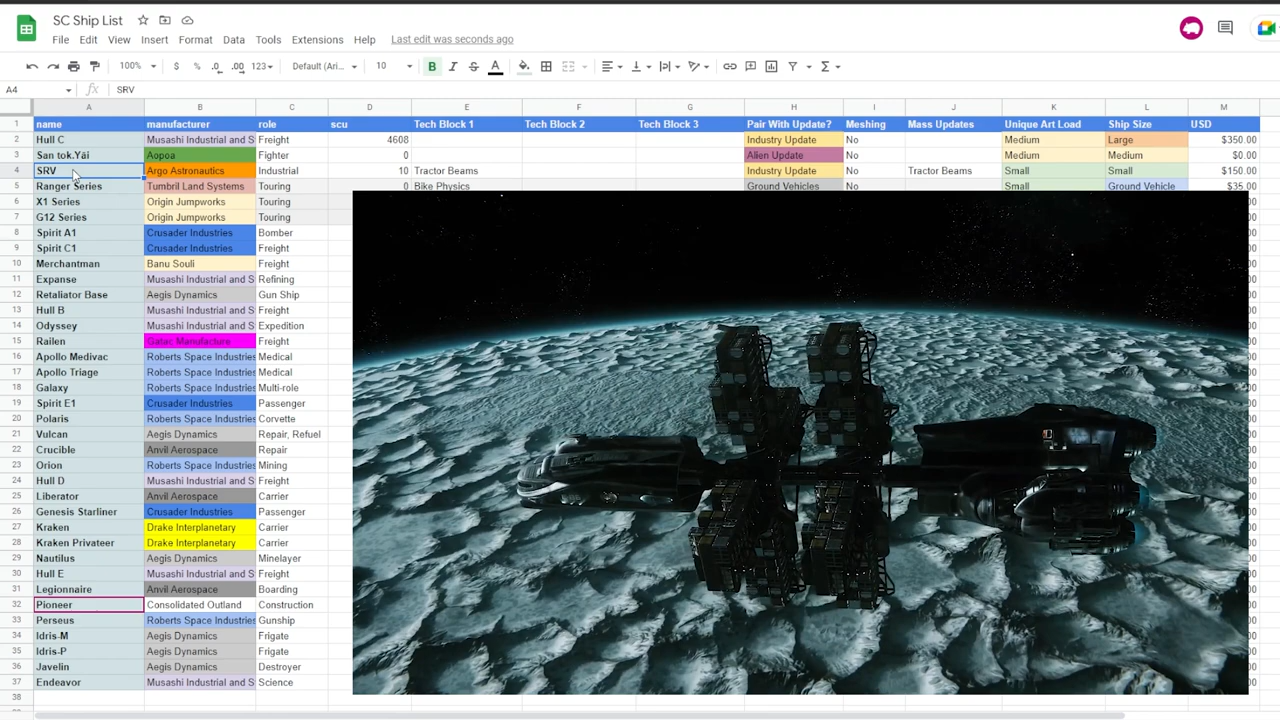 SC Ship List
File Edit View Insert Format Data Tools Extensions Help Last edit was seconds ago
100% $ % .0 .00 123 Default (Ari... 10 B I S A
A4 fx SRV
A B C D E F G H I J K L M
1 name manufacturer role scu Tech Block 1 Tech Block 2 Tech Block 3 Pair With Update? Meshing Mass Updates Unique Art Load Ship Size USD
2 Hull C Musashi Industrial and S Freight 4608 Industry Update No Medium Large $350.00
3 San tok.Yāi Aopoa Fighter 0 Alien Update No Medium Medium $0.00
4 SRV Argo Astronautics Industrial 10 Tractor Beams Industry Update No Tractor Beams Small Small $150.00
5 Ranger Series Tumbril Land Systems Touring 0 Bike Physics Ground Vehicles No Small Ground Vehicle $35.00
6 X1 Series Origin Jumpworks Touring
7 G12 Series Origin Jumpworks Touring
8 Spirit A1 Crusader Industries Bomber
9 Spirit C1 Crusader Industries Freight
10 Merchantman Banu Souli Freight
11 Expanse Musashi Industrial and S Refining
12 Retaliator Base Aegis Dynamics Gun Ship
13 Hull B Musashi Industrial and S Freight
14 Odyssey Musashi Industrial and S Expedition
15 Railen Gatac Manufacture Freight
16 Apollo Medivac Roberts Space Industries Medical
17 Apollo Triage Roberts Space Industries Medical
18 Galaxy Roberts Space Industries Multi-role
19 Spirit E1 Crusader Industries Passenger
20 Polaris Roberts Space Industries Corvette
21 Vulcan Aegis Dynamics Repair, Refuel
22 Crucible Anvil Aerospace Repair
23 Orion Roberts Space Industries Mining
24 Hull D Musashi Industrial and S Freight
25 Liberator Anvil Aerospace Carrier
26 Genesis Starliner Crusader Industries Passenger
27 Kraken Drake Interplanetary Carrier
28 Kraken Privateer Drake Interplanetary Carrier
29 Nautilus Aegis Dynamics Minelayer
30 Hull E Musashi Industrial and S Freight
31 Legionnaire Anvil Aerospace Boarding
32 Pioneer Consolidated Outland Construction
33 Perseus Roberts Space Industries Gunship
34 Idris-M Aegis Dynamics Frigate
35 Idris-P Aegis Dynamics Frigate
36 Javelin Aegis Dynamics Destroyer
37 Endeavor Musashi Industrial and S Science
38